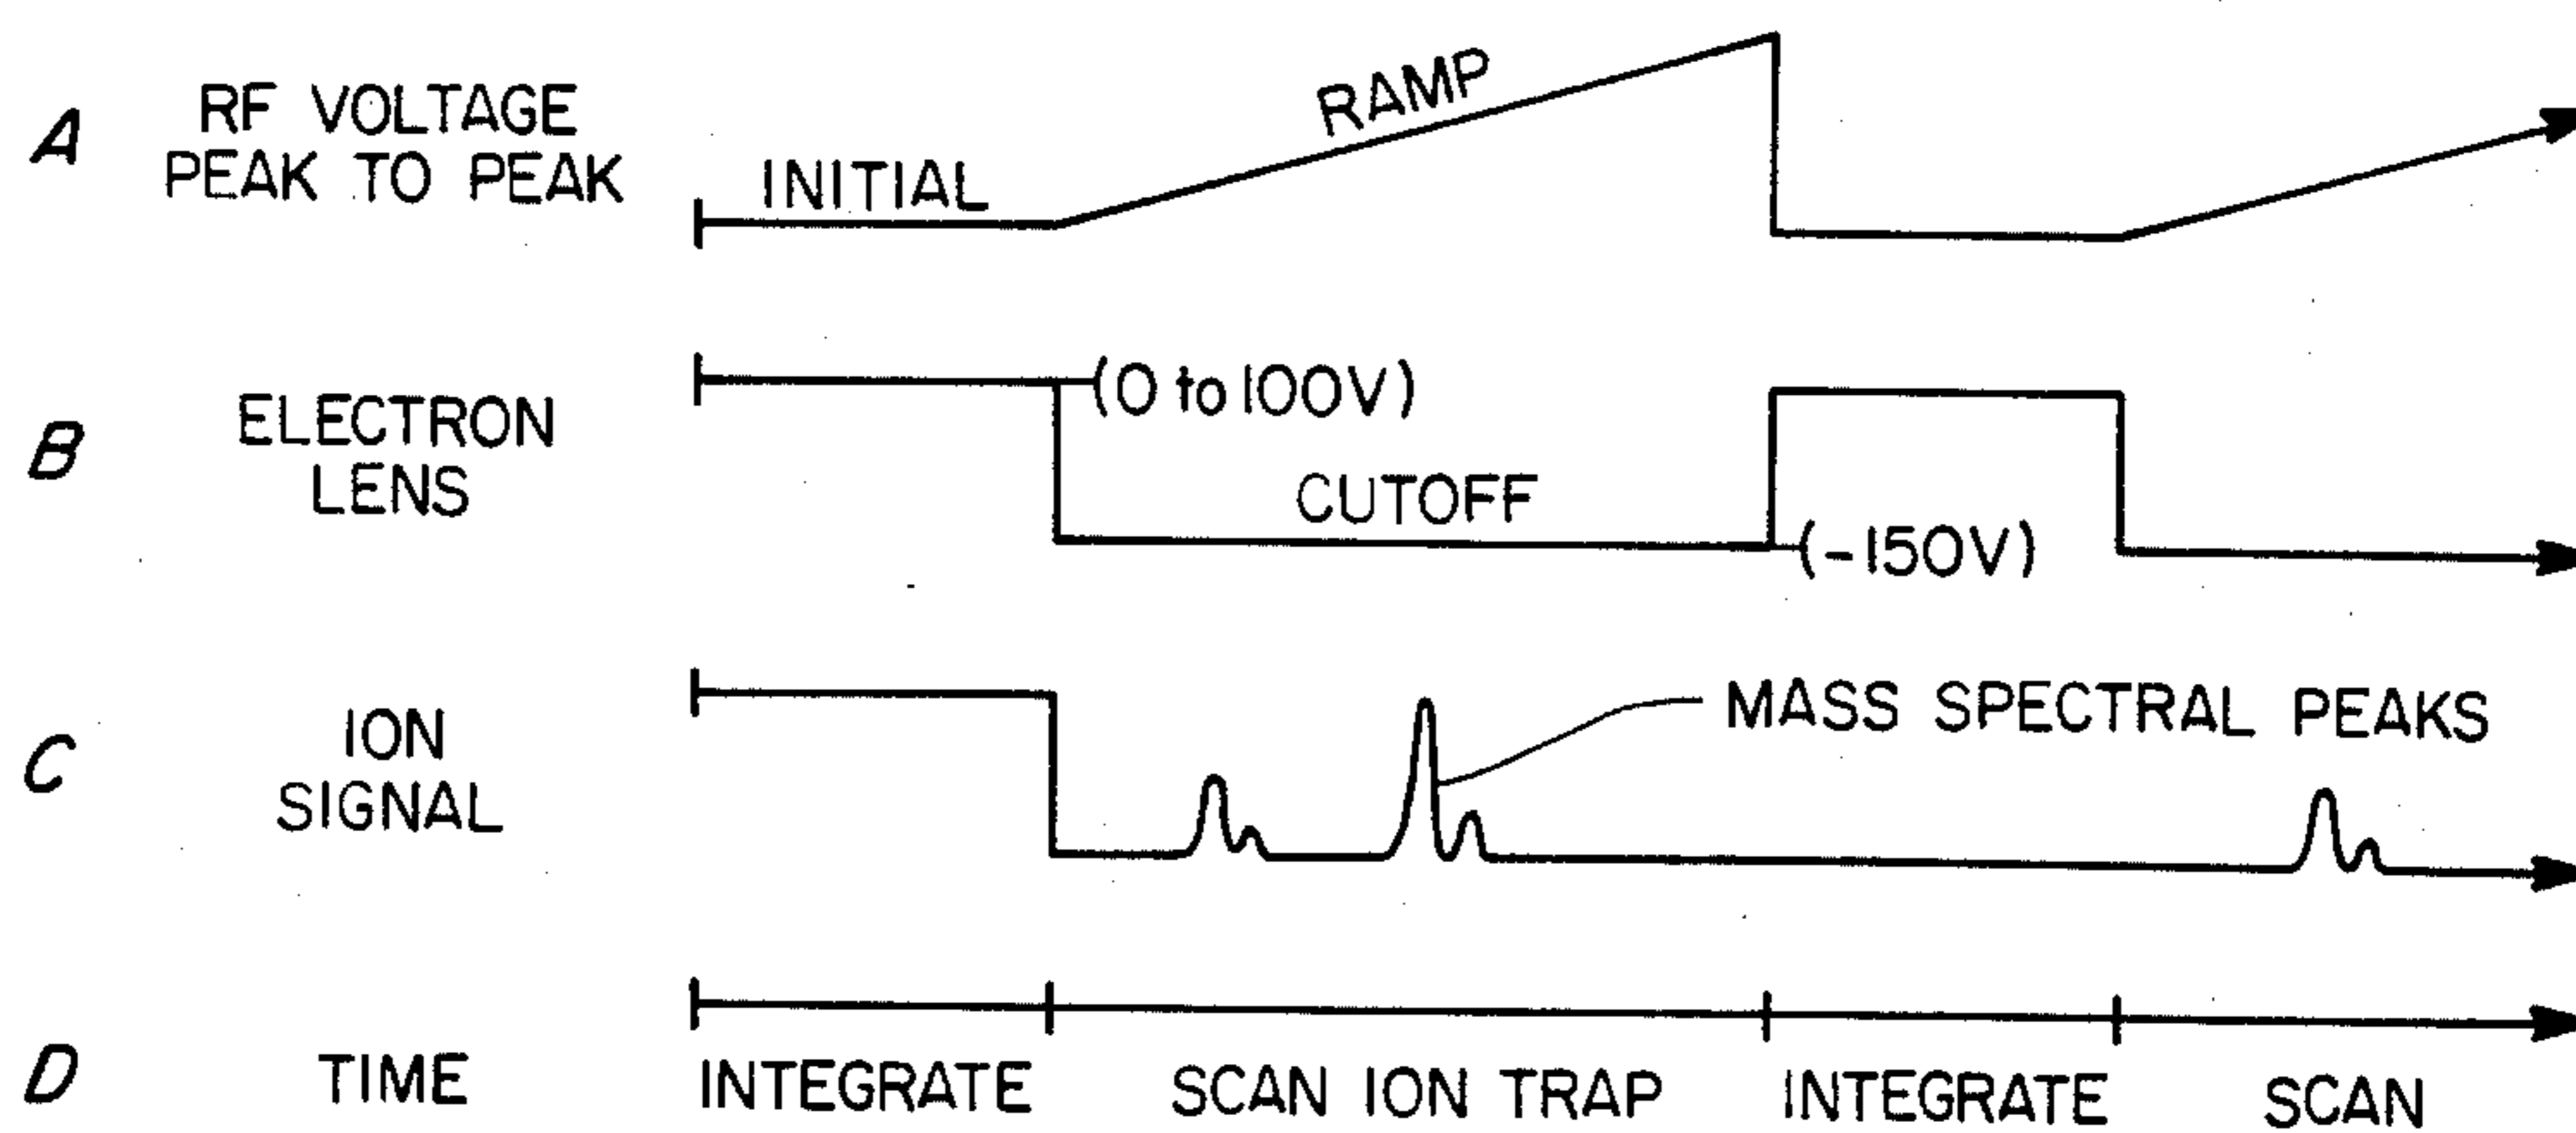 A
RF VOLTAGE
PEAK TO PEAK
INITIAL
RAMP
B
ELECTRON
LENS
(0 to 100V)
CUTOFF
(-150V)
C
ION
SIGNAL
MASS SPECTRAL PEAKS
D
TIME
INTEGRATE
SCAN ION TRAP
INTEGRATE
SCAN